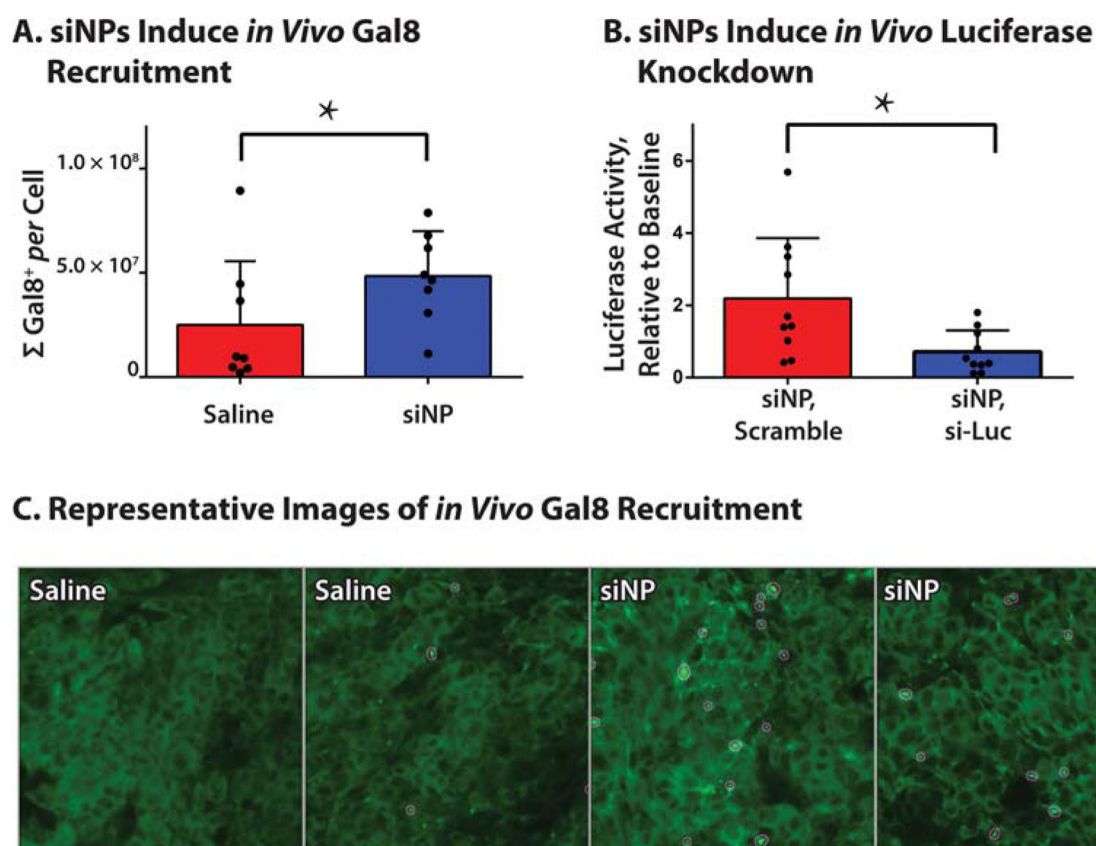 A. siNPs Induce in Vivo Gal8
Recruitment
*
1.0 × 10⁸
5.0 × 10⁷
0
Σ Gal8⁺ per Cell
Saline
siNP
B. siNPs Induce in Vivo Luciferase
Knockdown
*
6
4
2
0
Luciferase Activity,
Relative to Baseline
siNP,
Scramble
siNP,
si-Luc
C. Representative Images of in Vivo Gal8 Recruitment
Saline
Saline
siNP
siNP